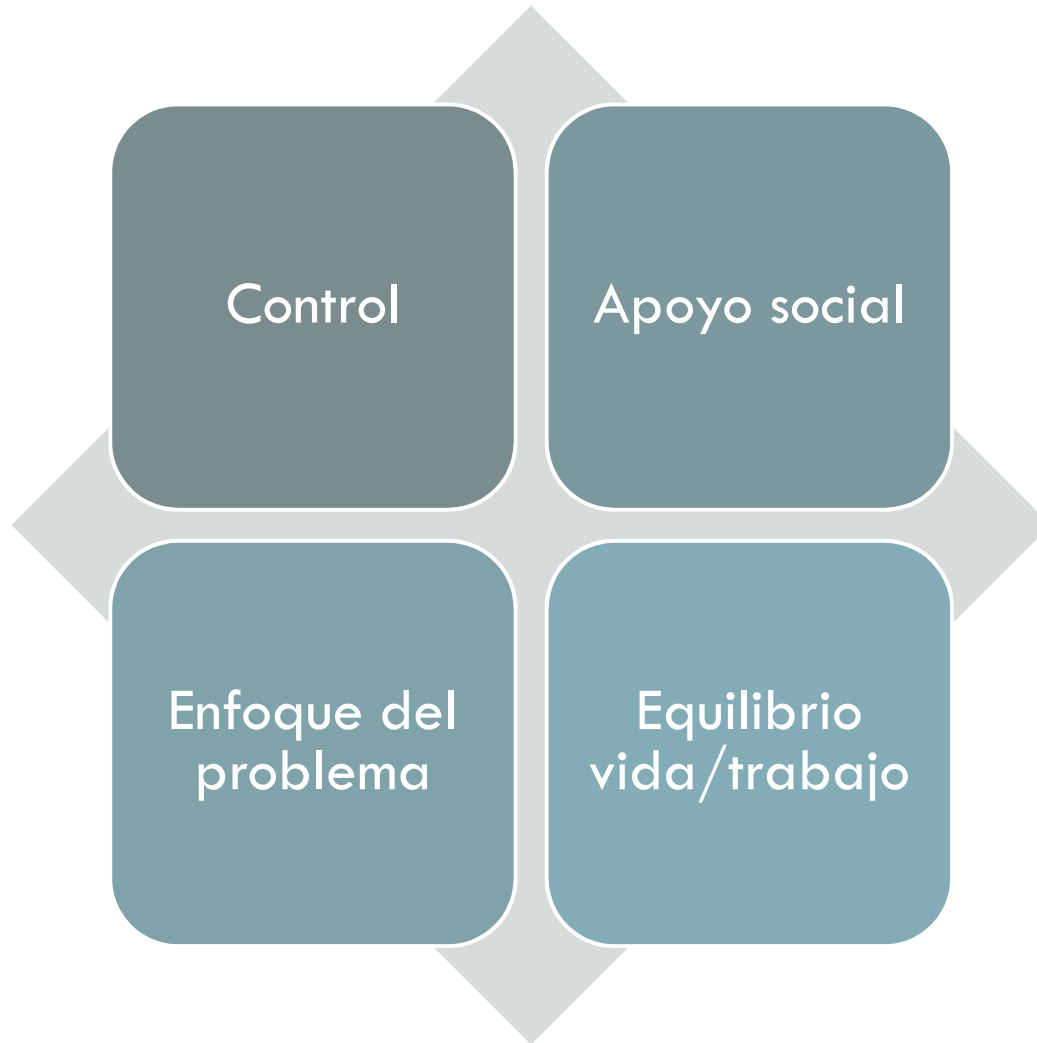 Control
Apoyo social
Enfoque del
problema
Equilibrio
vida/trabajo